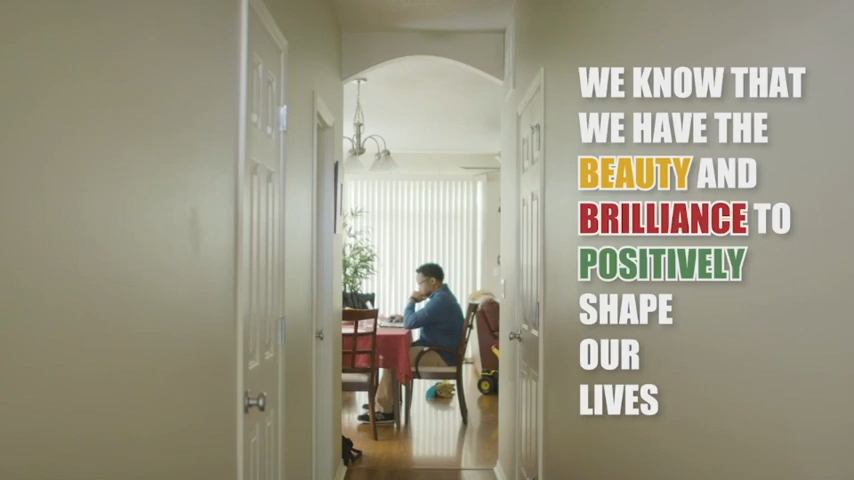 WE KNOW THAT
WE HAVE THE
BEAUTY AND
BRILLIANCE TO
POSITIVELY
SHAPE
OUR
LIVES